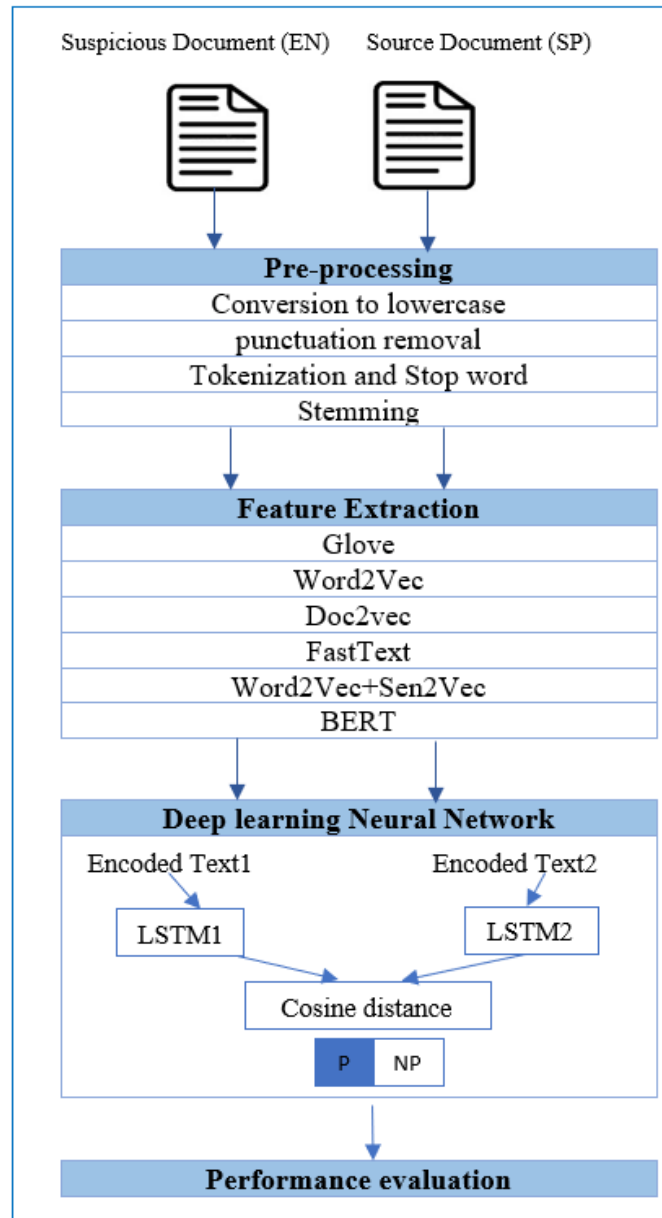 Suspicious Document (EN)
Source Document (SP)
Pre-processing
Conversion to lowercase
punctuation removal
Tokenization and Stop word
Stemming
Feature Extraction
Glove
Word2Vec
Doc2vec
FastText
Word2Vec+Sen2Vec
BERT
Deep learning Neural Network
Encoded Text1
Encoded Text2
LSTM1
LSTM2
Cosine distance
P
NP
Performance evaluation